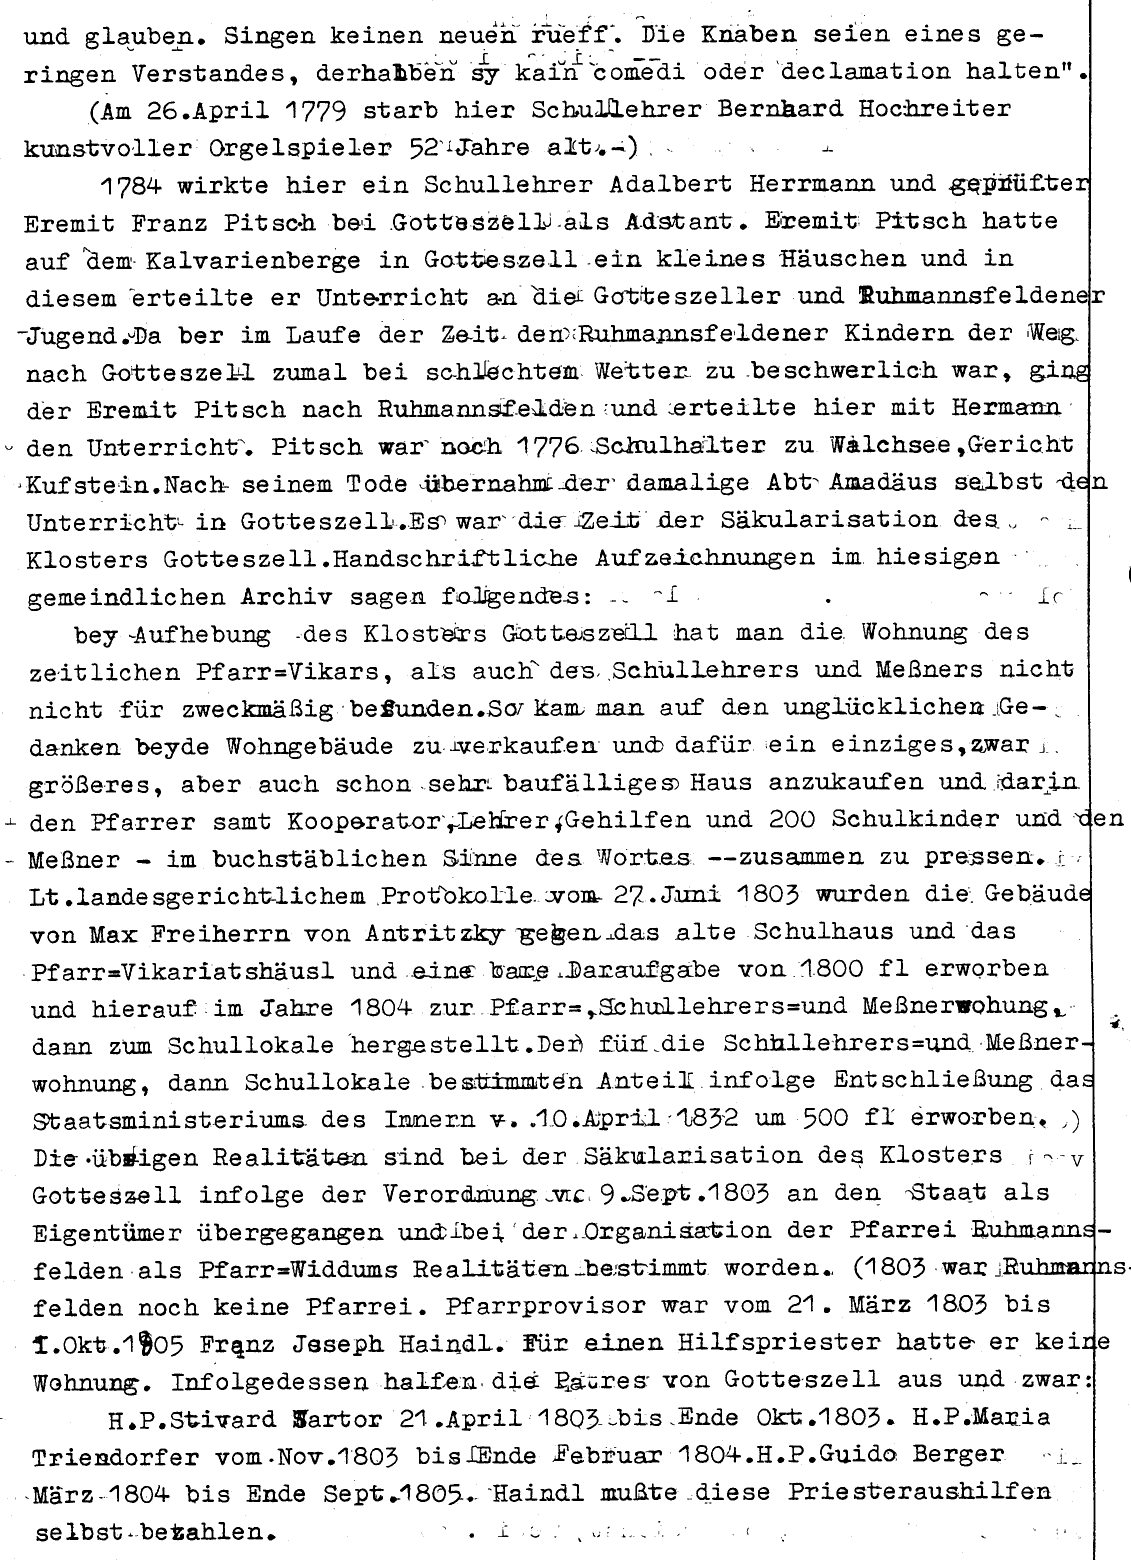 und glauben. Singen keinen neuen rueff. Die Knaben seien eines ge-
ringen Verstandes, derhalben sy kain comedi oder declamation halten".
(Am 26.April 1779 starb hier Schullehrer Bernhard Hochreiter
kunstvoller Orgelspieler 52 Jahre alt.-)
1784 wirkte hier ein Schullehrer Adalbert Herrmann und geprüfter
Eremit Franz Pitsch bei Gotteszell als Adstant. Eremit Pitsch hatte
auf dem Kalvarienberge in Gotteszell ein kleines Häuschen und in
diesem erteilte er Unterricht an die Gotteszeller und Ruhmannsfeldener
Jugend.Da ber im Laufe der Zeit den Ruhmannsfeldener Kindern der Weg
nach Gotteszell zumal bei schlechtem Wetter zu beschwerlich war, ging
der Eremit Pitsch nach Ruhmannsfelden und erteilte hier mit Hermann
den Unterricht. Pitsch war noch 1776 Schulhalter zu Walchsee,Gericht
Kufstein.Nach seinem Tode übernahm der damalige Abt Amadäus selbst den
Unterricht in Gotteszell.Es war die Zeit der Säkularisation des
Klosters Gotteszell.Handschriftliche Aufzeichnungen im hiesigen
gemeindlichen Archiv sagen folgendes:
bey Aufhebung des Klosters Gotteszell hat man die Wohnung des
zeitlichen Pfarr=Vikars, als auch des Schullehrers und Meßners nicht
nicht für zweckmäßig befunden.So kam man auf den unglücklichen Ge-
danken beyde Wohngebäude zu verkaufen und dafür ein einziges,zwar
größeres, aber auch schon sehr baufälliges Haus anzukaufen und darin
den Pfarrer samt Kooperator,Lehrer,Gehilfen und 200 Schulkinder und den
Meßner - im buchstäblichen Sinne des Wortes --zusammen zu pressen.
Lt.landesgerichtlichem Protokolle vom 27.Juni 1803 wurden die Gebäude
von Max Freiherrn von Antritzky gegen das alte Schulhaus und das
Pfarr=Vikariatshäusl und eine bare Daraufgabe von 1800 fl erworben
und hierauf im Jahre 1804 zur Pfarr=,Schullehrers=und Meßnerwohung,
dann zum Schullokale hergestellt.Der für die Schullehrers=und Meßner-
wohnung, dann Schullokale bestimmten Anteil infolge Entschließung das
Staatsministeriums des Innern v. 10.April 1832 um 500 fl erworben. )
Die übrigen Realitäten sind bei der Säkularisation des Klosters
Gotteszell infolge der Verordnung 9.Sept.1803 an den Staat als
Eigentümer übergegangen und bei der Organisation der Pfarrei Ruhmanns-
felden als Pfarr=Widdums Realitäten bestimmt worden. (1803 war Ruhmanns-
felden noch keine Pfarrei. Pfarrprovisor war vom 21. März 1803 bis
1.Okt.1805 Franz Joseph Haindl. Für einen Hilfspriester hatte er keine
Wohnung. Infolgedessen halfen die Patres von Gotteszell aus und zwar:
H.P.Stivard Sartor 21.April 1803 bis Ende Okt.1803. H.P.Maria
Triendorfer vom Nov.1803 bis Ende Februar 1804.H.P.Guido Berger
März 1804 bis Ende Sept.1805. Haindl mußte diese Priesteraushilfen
selbst bezahlen.